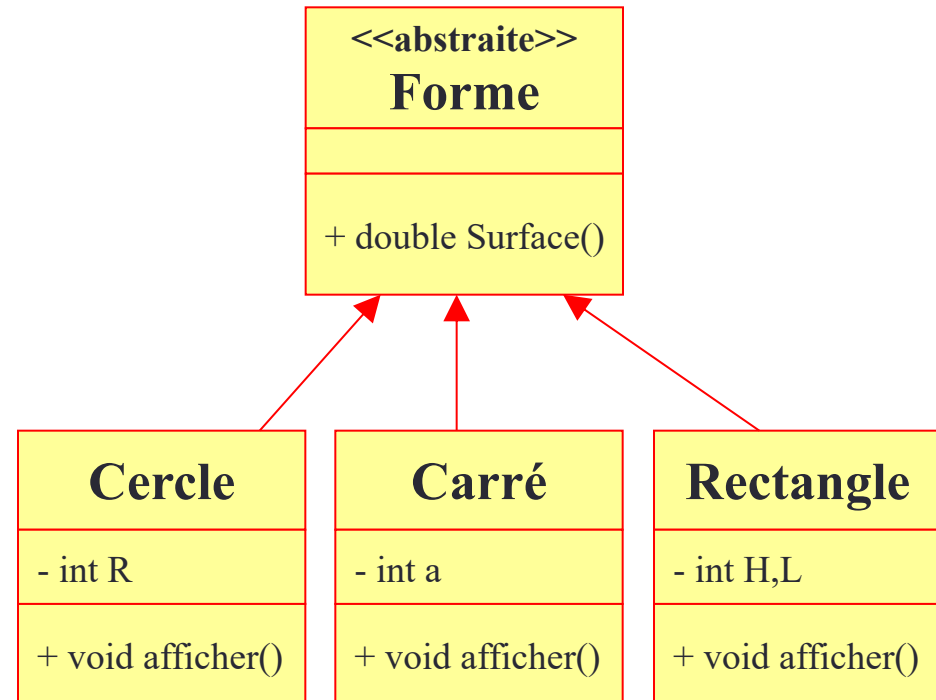 <<abstraite>>
Forme
+ double Surface()
Cercle
- int R
+ void afficher()
Carré
- int a
+ void afficher()
Rectangle
- int H,L
+ void afficher()